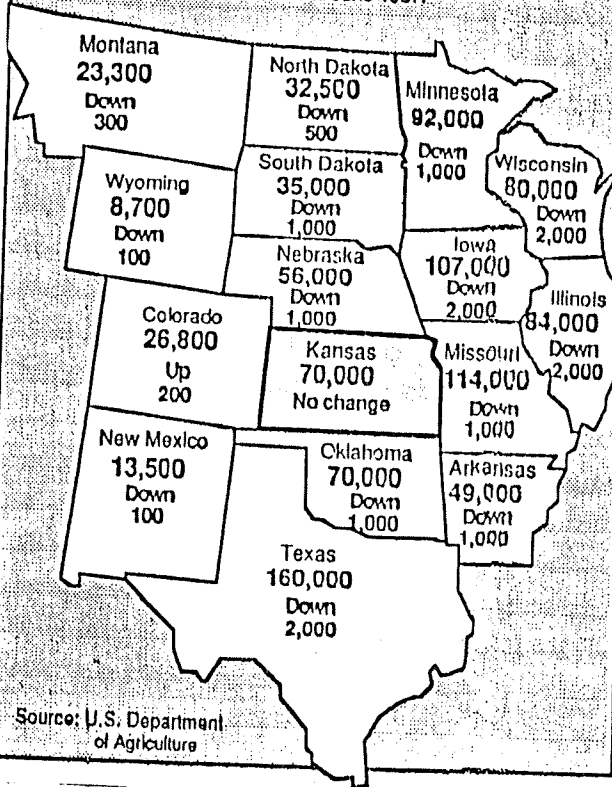 Montana
23,300
Down
300
North Dakota
32,500
Down
500
Minnesota
92,000
Down
1,000
Wisconsin
80,000
Down
2,000
Wyoming
8,700
Down
100
South Dakota
35,000
Down
1,000
Nebraska
56,000
Down
1,000
Iowa
107,000
Down
2,000
Illinois
84,000
Down
2,000
Colorado
26,800
Up
200
Kansas
70,000
No change
Missouri
114,000
Down
1,000
New Mexico
13,500
Down
100
Oklahoma
70,000
Down
1,000
Arkansas
49,000
Down
1,000
Texas
160,000
Down
2,000
Source: U.S. Department
of Agriculture